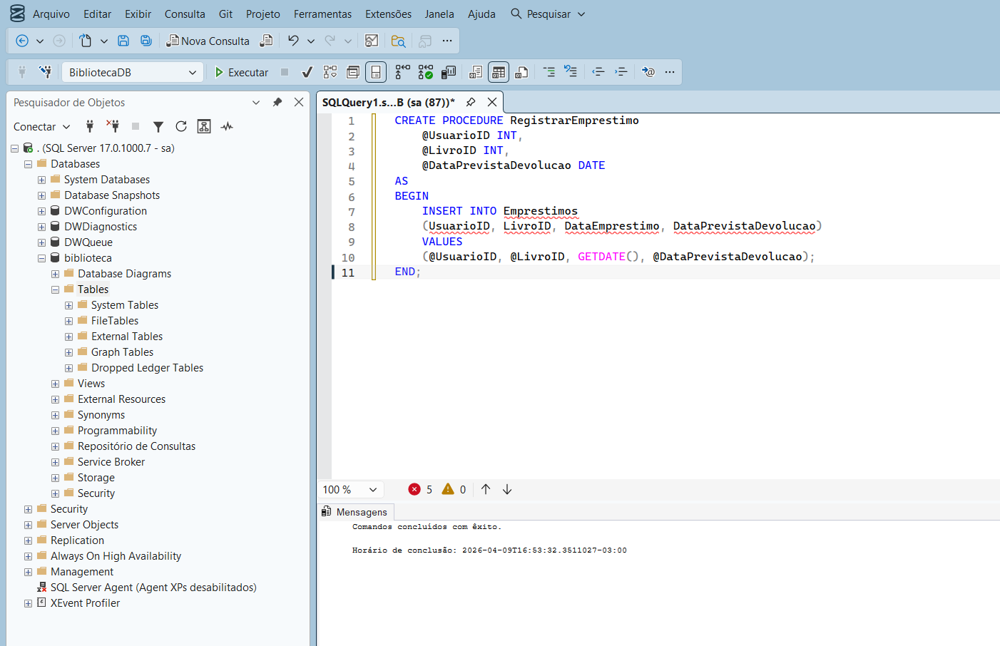 Arquivo Editar Exibir Consulta Git Projeto Ferramentas Extensões Janela Ajuda Pesquisar
Nova Consulta
BibliotecaDB Executar
Pesquisador de Objetos
Conectar
. (SQL Server 17.0.1000.7 - sa)
Databases
System Databases
Database Snapshots
DWConfiguration
DWDiagnostics
DWQueue
biblioteca
Database Diagrams
Tables
System Tables
FileTables
External Tables
Graph Tables
Dropped Ledger Tables
Views
External Resources
Synonyms
Programmability
Repositório de Consultas
Service Broker
Storage
Security
Security
Server Objects
Replication
Always On High Availability
Management
SQL Server Agent (Agent XPs desabilitados)
XEvent Profiler
SQLQuery1.s...B (sa (87))*
1 CREATE PROCEDURE RegistrarEmprestimo
2 @UsuarioID INT,
3 @LivroID INT,
4 @DataPrevistaDevolucao DATE
5 AS
6 BEGIN
7 INSERT INTO Emprestimos
8 (UsuarioID, LivroID, DataEmprestimo, DataPrevistaDevolucao)
9 VALUES
10 (@UsuarioID, @LivroID, GETDATE(), @DataPrevistaDevolucao);
11 END;
100 % 5 0
Mensagens
Comandos concluídos com êxito.
Horário de conclusão: 2026-04-09T16:53:32.3511027-03:00